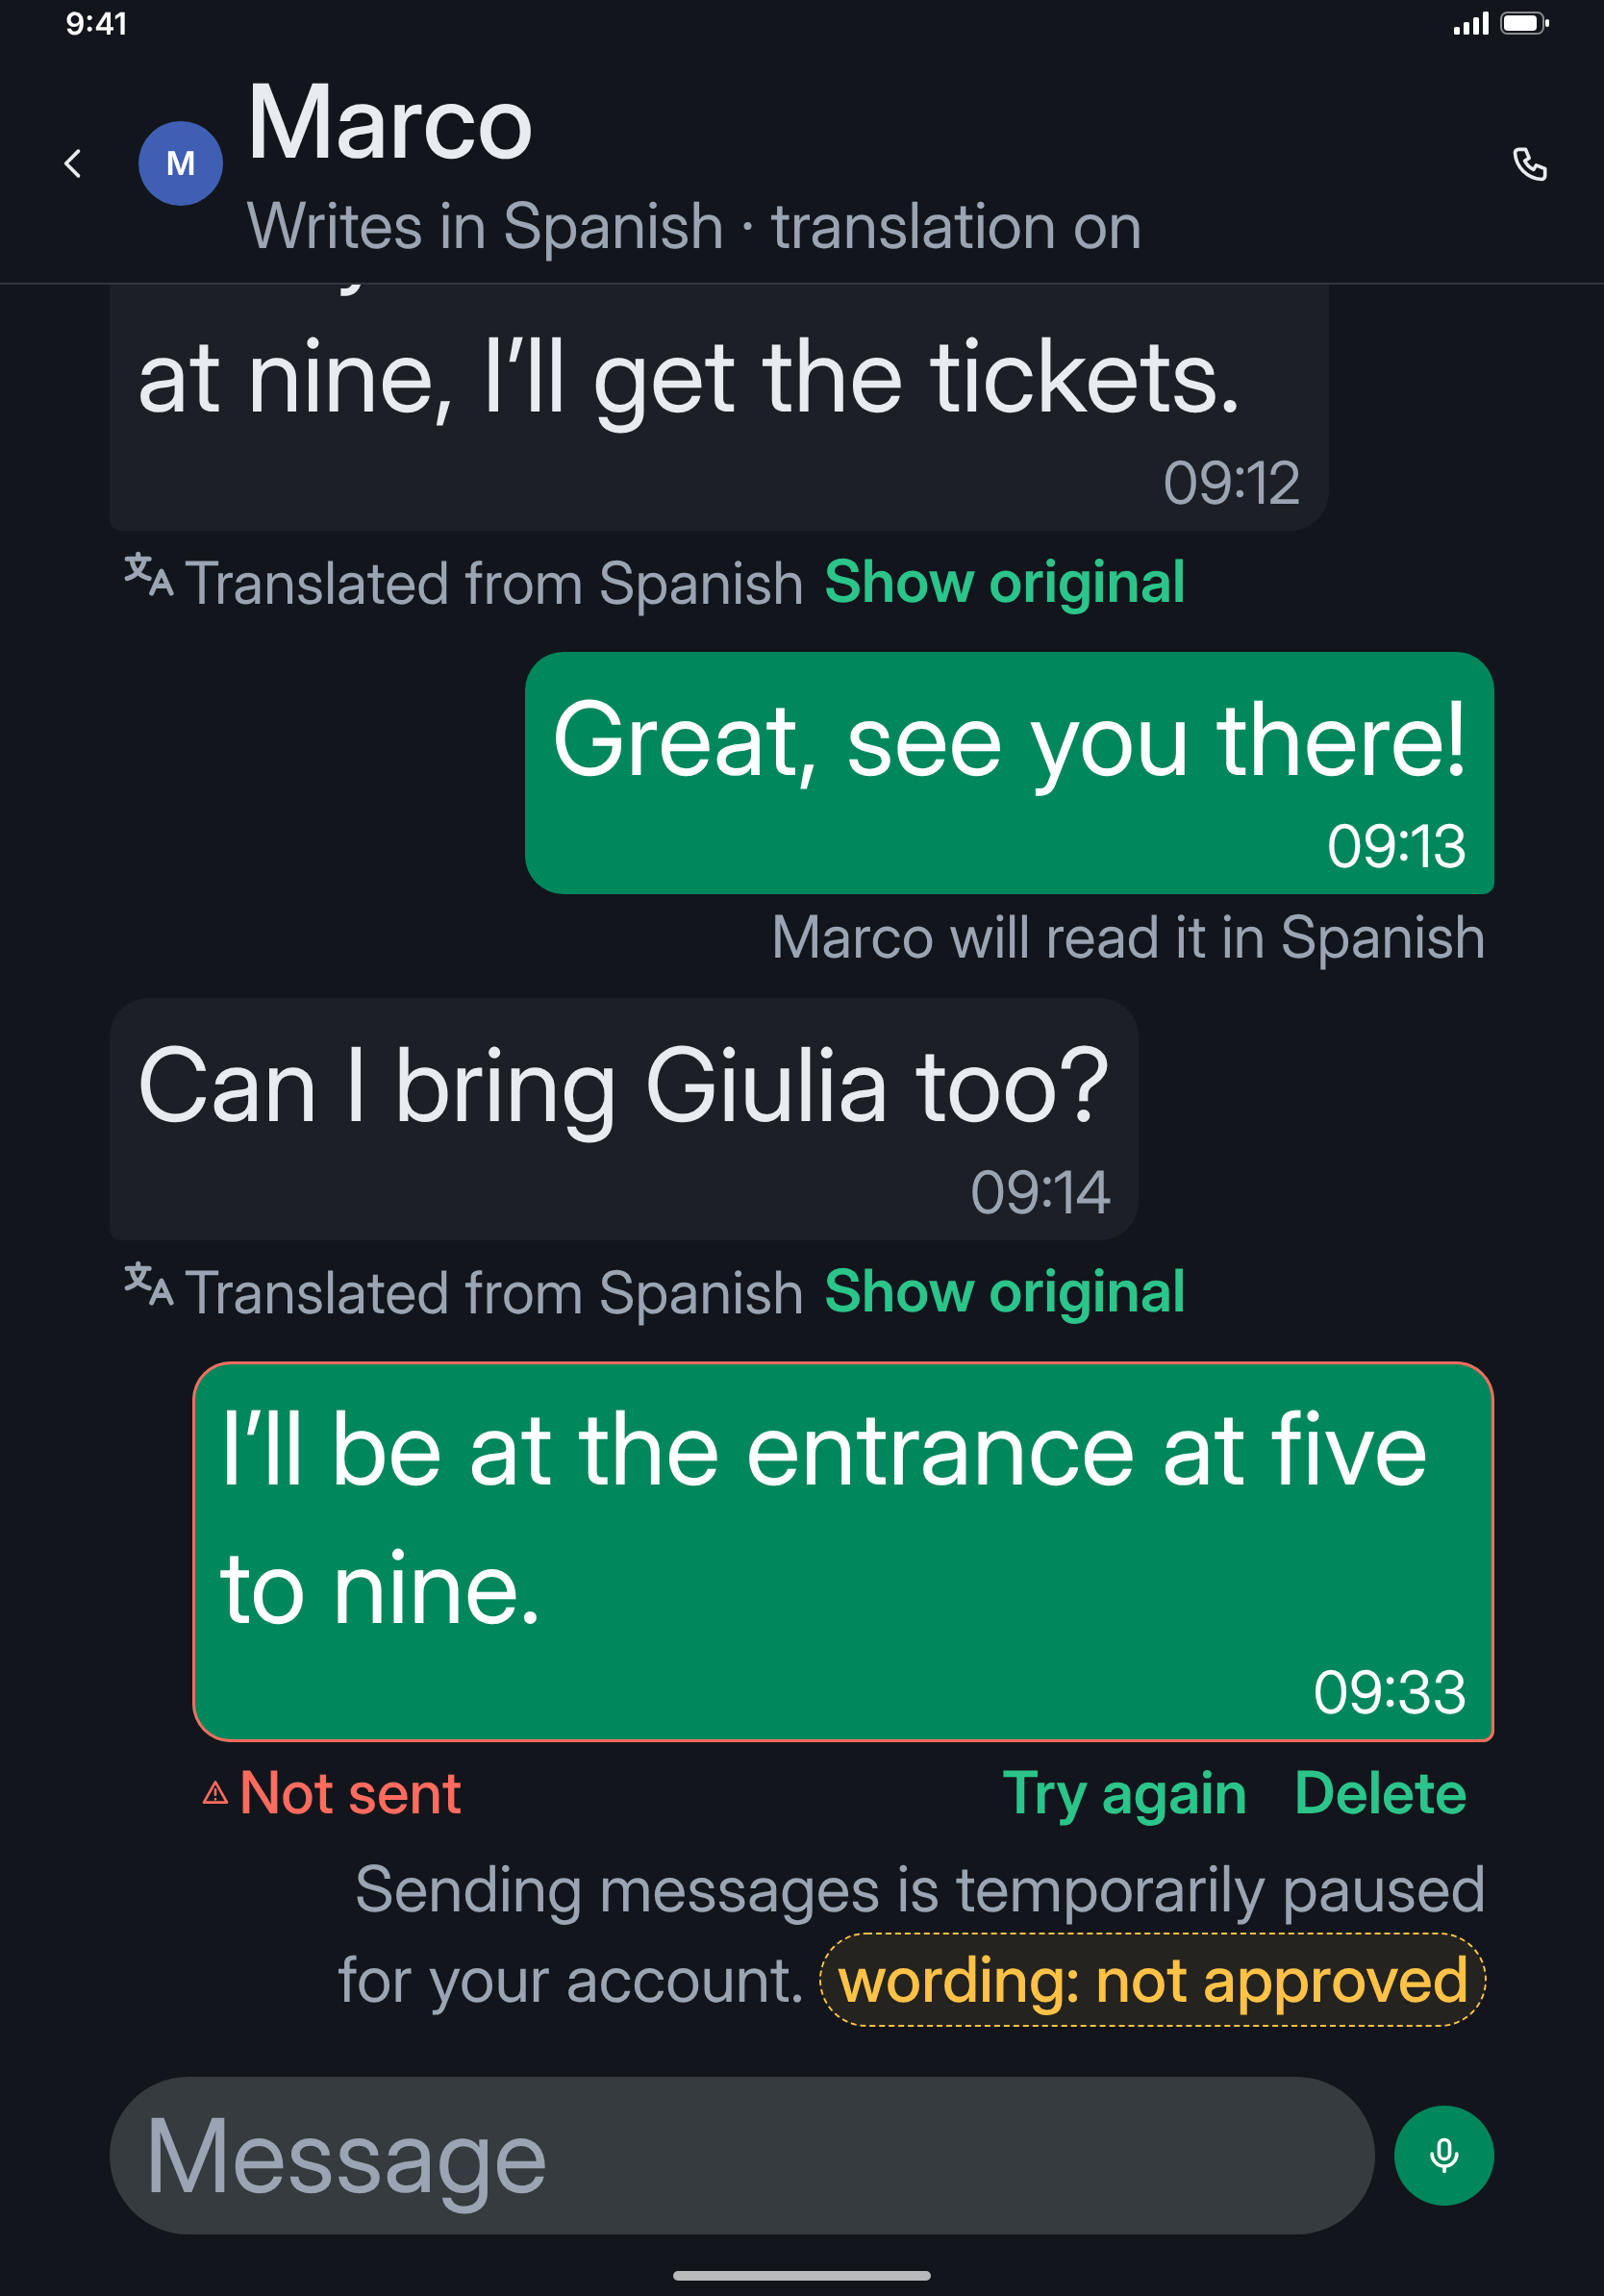 9:41
M
Marco
Writes in Spanish · translation on
at nine, I’ll get the tickets.
09:12
Translated from Spanish Show original
Great, see you there!
09:13
Marco will read it in Spanish
Can I bring Giulia too?
09:14
Translated from Spanish Show original
I’ll be at the entrance at five
to nine.
09:33
Not sent Try again Delete
Sending messages is temporarily paused
for your account. wording: not approved
Message